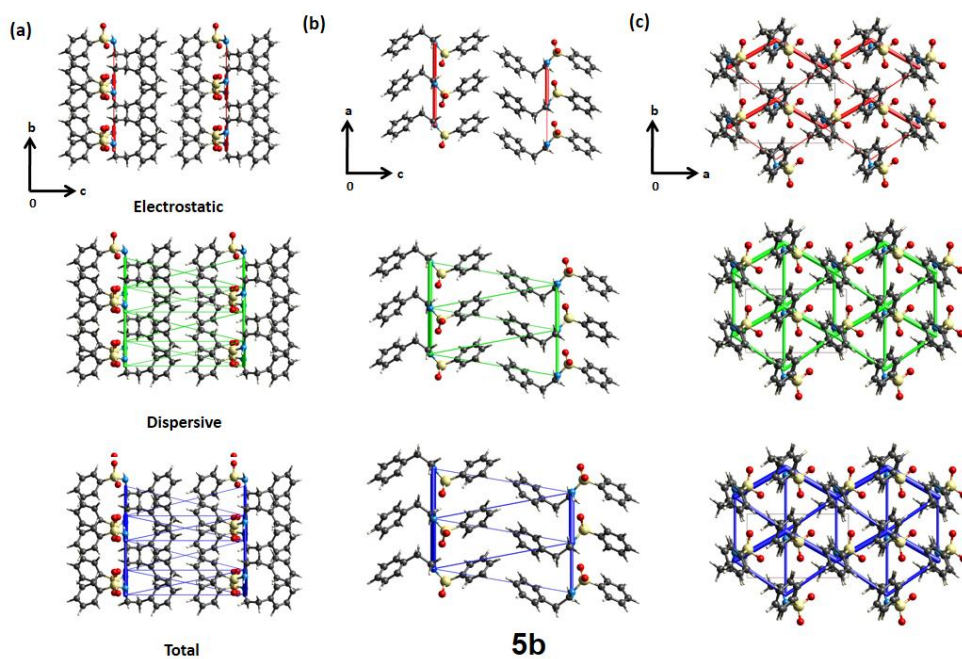 (a)
(b)
(c)
b
c
0
a
c
0
b
a
0
Electrostatic
Dispersive
Total
5b